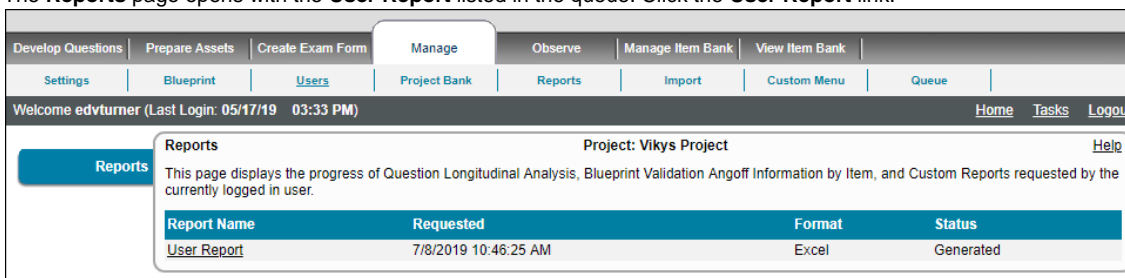 The Reports page opens with the User Report listed in the queue. Click the User Report link.
Develop Questions Prepare Assets Create Exam Form Manage Observe Manage Item Bank View Item Bank
Settings Blueprint Users Project Bank Reports Import Custom Menu Queue
Welcome edvturner (Last Login: 05/17/19 03:33 PM) Home Tasks Logou
Reports
Reports Project: Vikys Project Help
This page displays the progress of Question Longitudinal Analysis, Blueprint Validation Angoff Information by Item, and Custom Reports requested by the
currently logged in user.
Report Name Requested Format Status
User Report 7/8/2019 10:46:25 AM Excel Generated